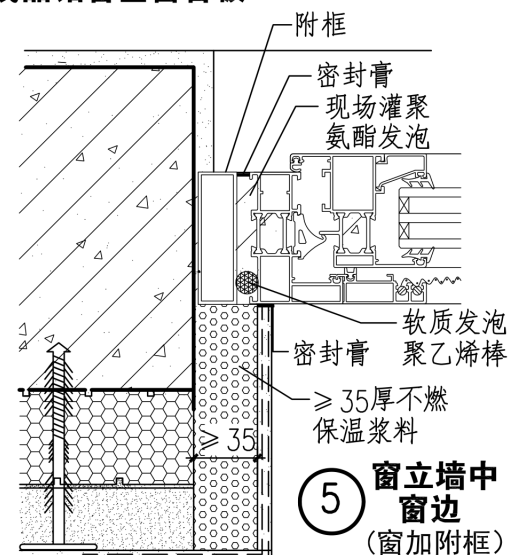 附框
密封膏
现场灌聚
氨酯发泡
软质发泡
聚乙烯棒
密封膏
≥35厚不燃
保温浆料
≥35
5
窗立墙中
窗边
(窗加附框)